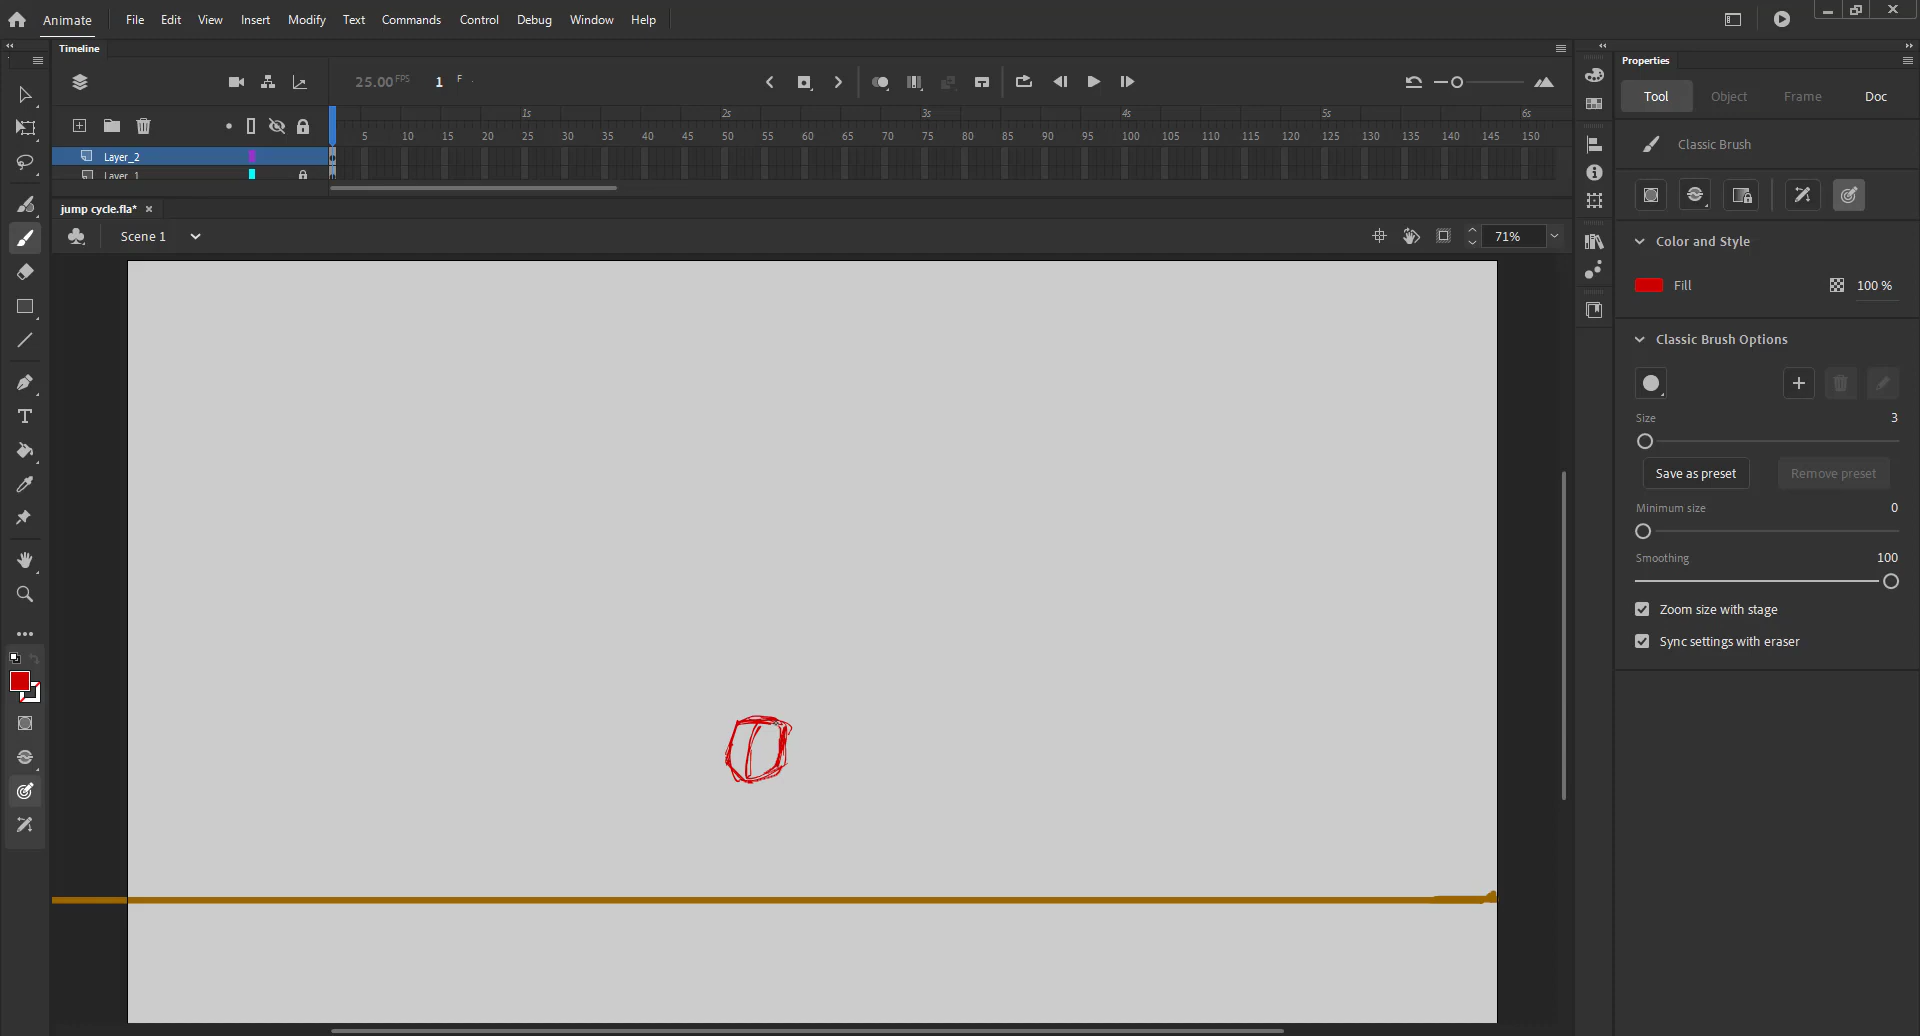 Animate File Edit View Insert Modify Text Commands Control Debug Window Help
Timeline
25.00 FPS 1 F
1s 2s 3s 4s 5s 6s
5 10 15 20 25 30 35 40 45 50 55 60 65 70 75 80 85 90 95 100 105 110 115 120 125 130 135 140 145 150
Layer_2
Layer_1
jump cycle.fla*
Scene 1
71%
Properties
Tool Object Frame Doc
Classic Brush
Color and Style
Fill 100 %
Classic Brush Options
Size 3
Save as preset Remove preset
Minimum size 0
Smoothing 100
Zoom size with stage
Sync settings with eraser